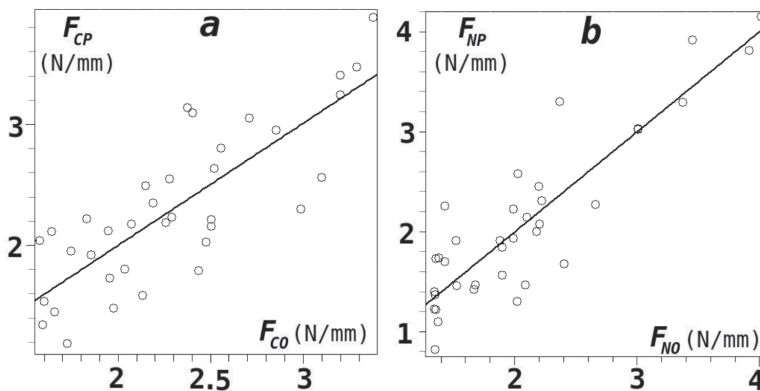 F_CP a
(N/mm)
3
2
F_CO (N/mm)
2 2.5 3
4 F_NP b
(N/mm)
3
2
1
F_NO (N/mm)
2 3 4